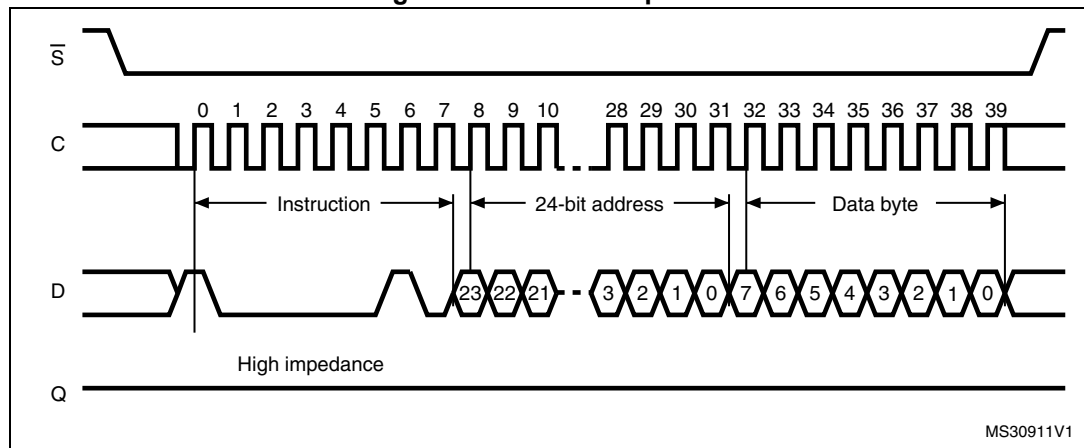 S
0 1 2 3 4 5 6 7 8 9 10 28 29 30 31 32 33 34 35 36 37 38 39
C
Instruction 24-bit address Data byte
D
23 22 21 3 2 1 0 7 6 5 4 3 2 1 0
High impedance
Q
MS30911V1